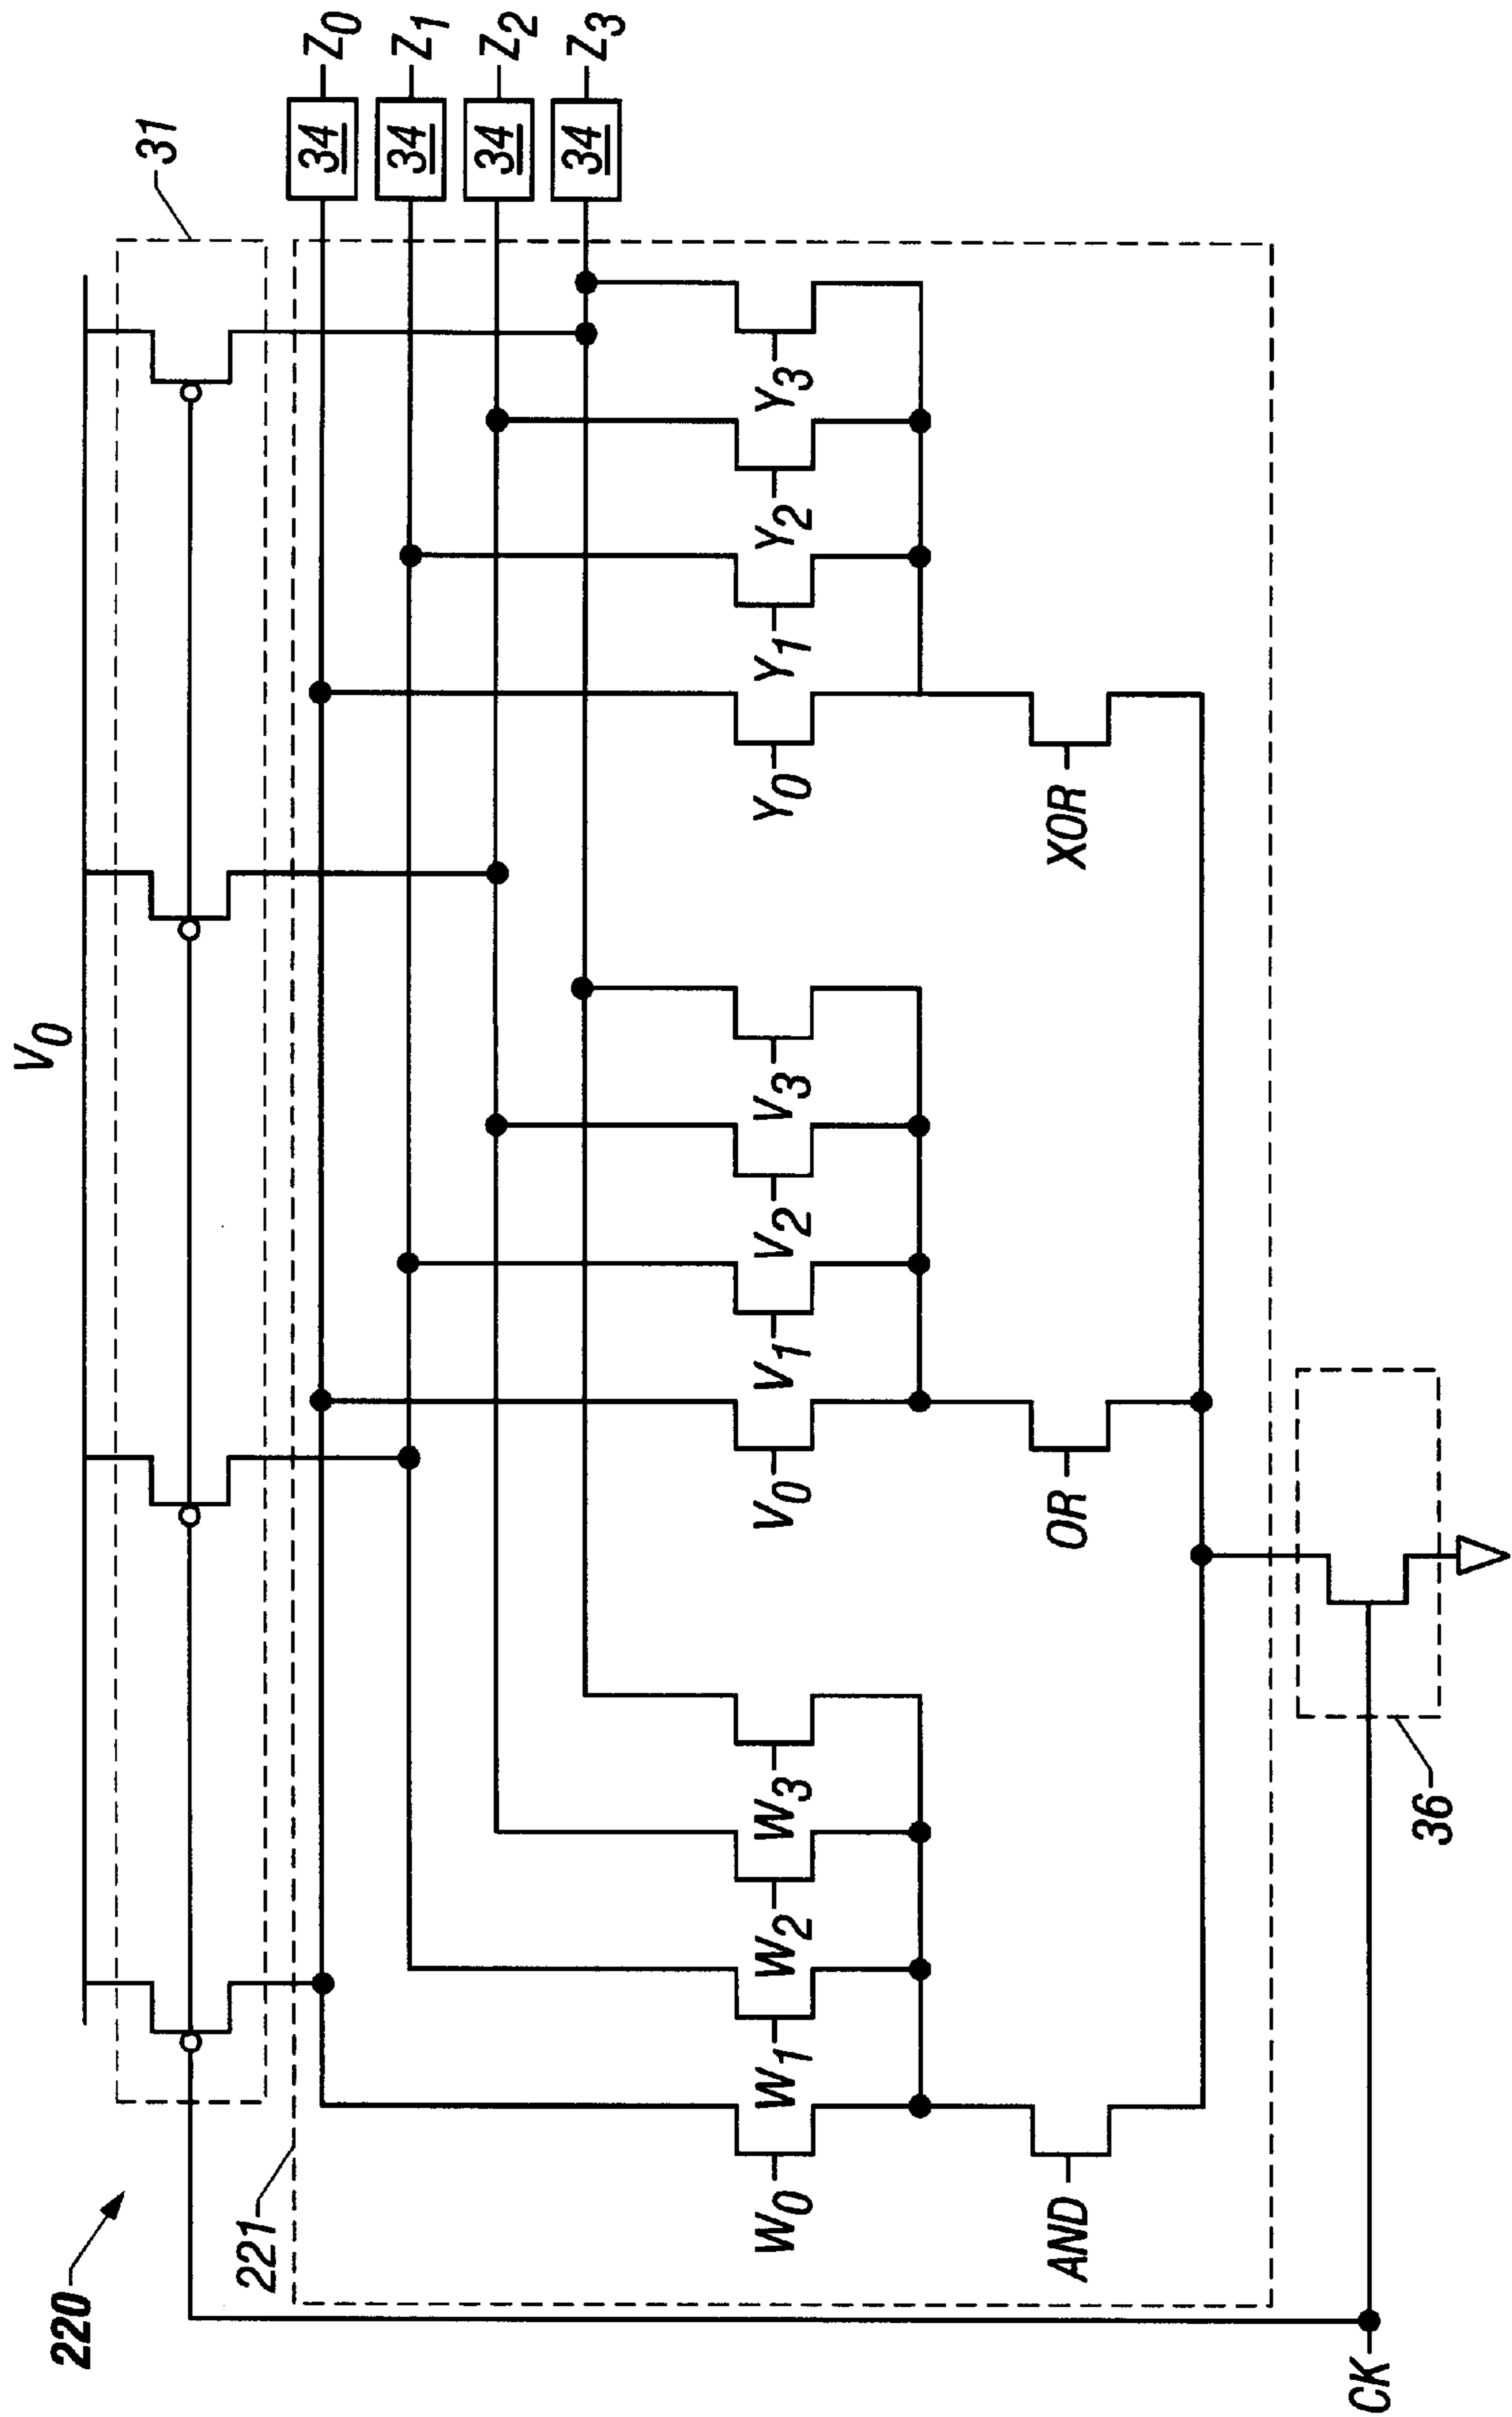 220
V0
31
221
34 Z0
34 Z1
34 Z2
34 Z3
W0 W1 W2 W3 V0 V1 V2 V3 Y0 Y1 Y2 Y3
AND OR XOR
CK
36